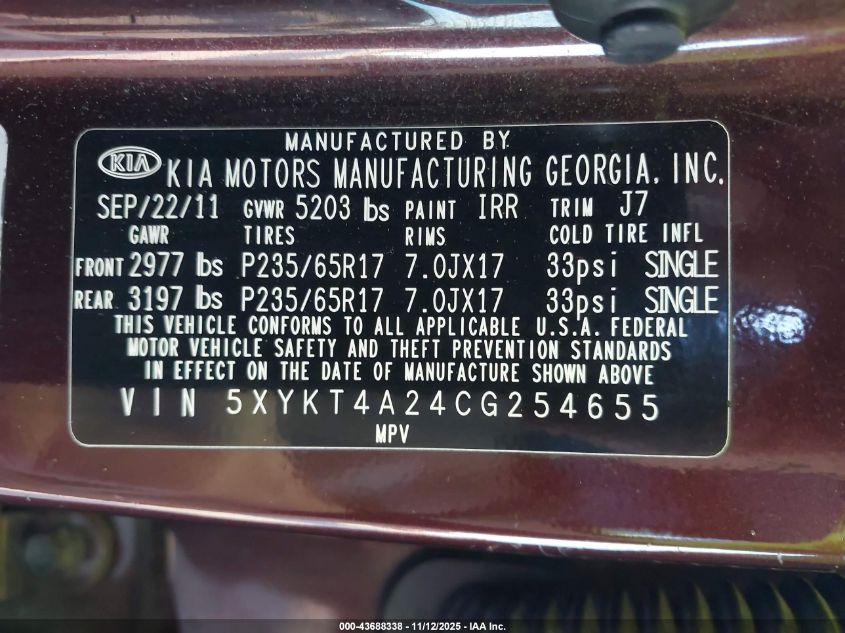 MANUFACTURED BY
KIA KIA MOTORS MANUFACTURING GEORGIA, INC.
SEP/22/11 GVWR 5203 lbs PAINT IRR TRIM J7
GAWR TIRES RIMS COLD TIRE INFL
FRONT 2977 lbs P235/65R17 7.0JX17 33psi SINGLE
REAR 3197 lbs P235/65R17 7.0JX17 33psi SINGLE
THIS VEHICLE CONFORMS TO ALL APPLICABLE U.S.A. FEDERAL
MOTOR VEHICLE SAFETY AND THEFT PREVENTION STANDARDS
IN EFFECT ON THE DATE OF MANUFACTURE SHOWN ABOVE
VIN 5XYKT4A24CG254655
MPV
000-43688338 - 11/12/2025 - IAA Inc.